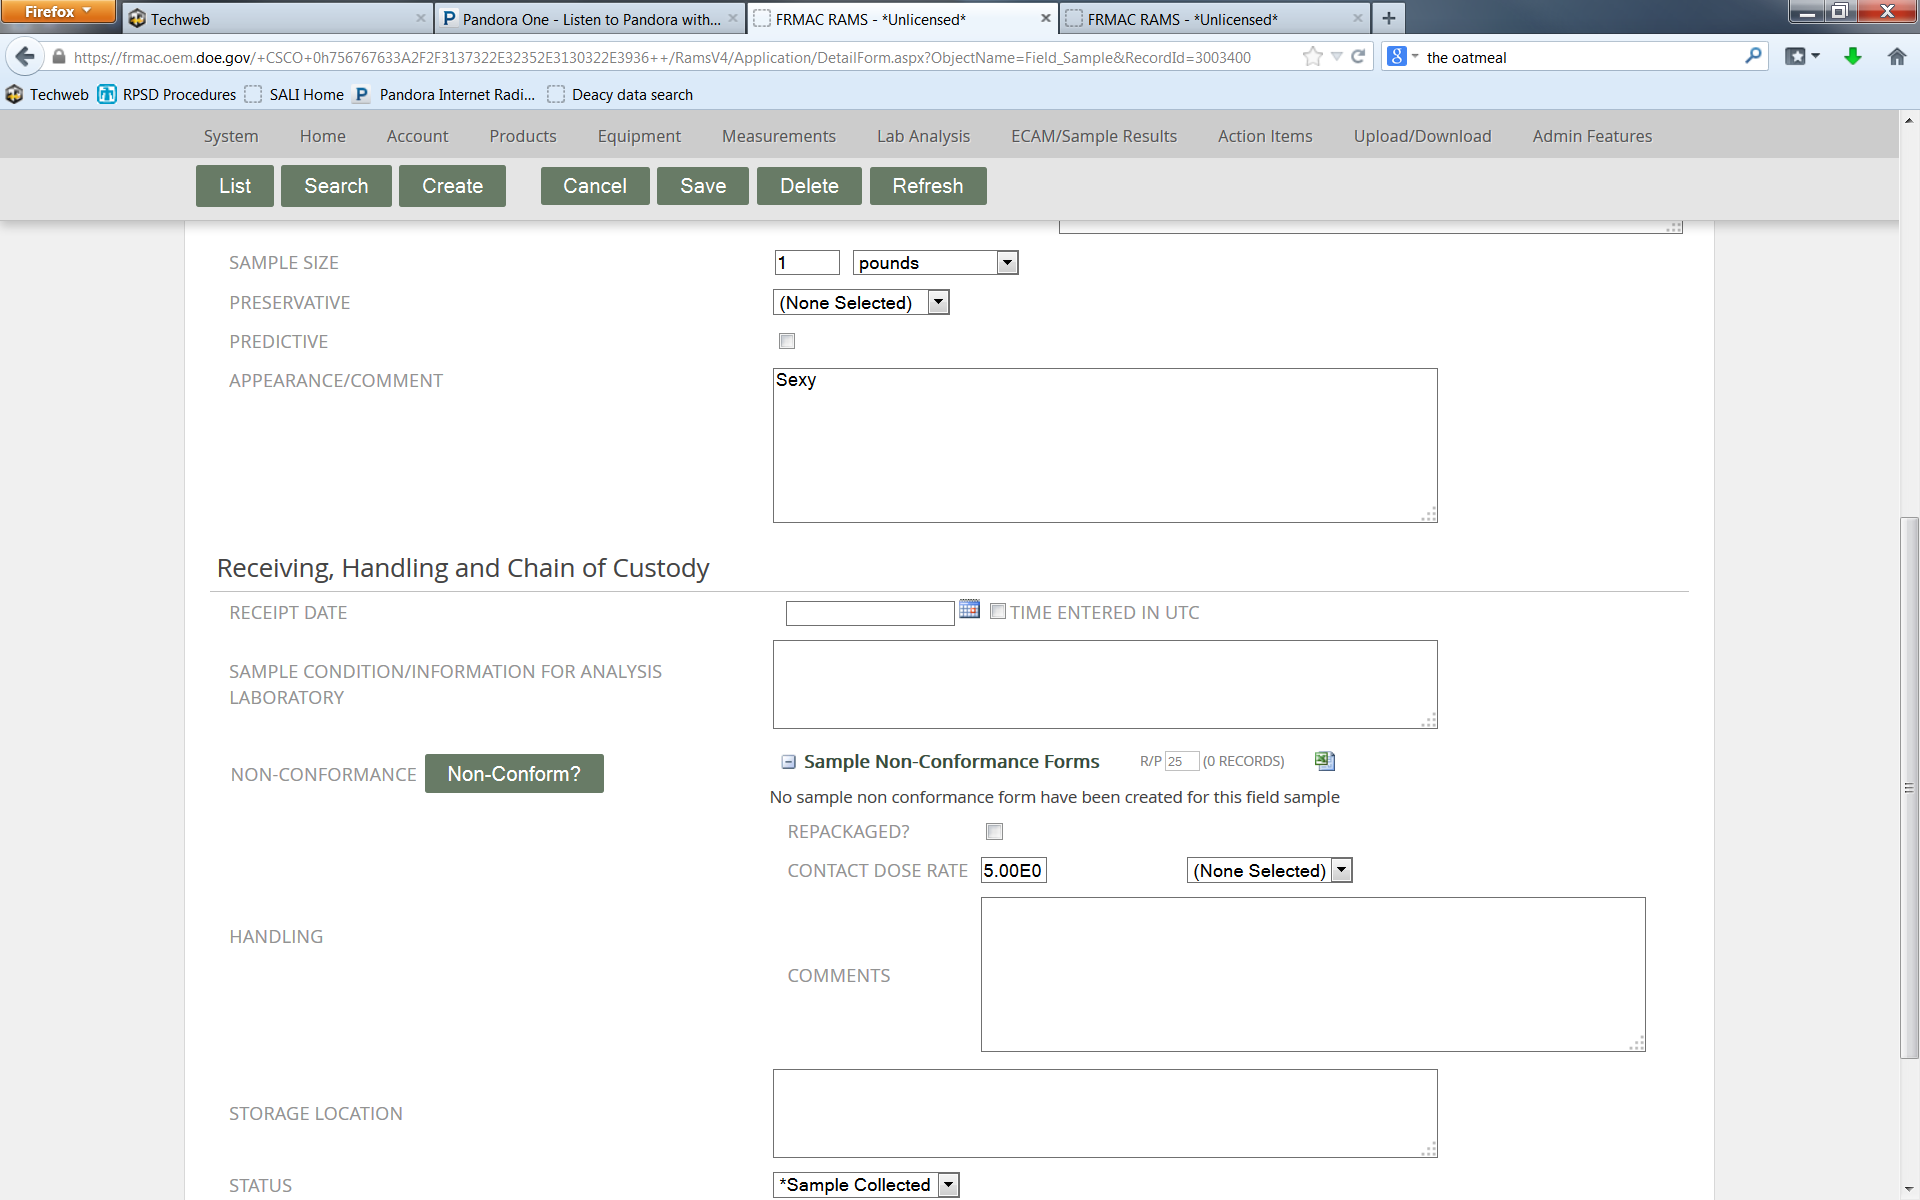 Firefox
Techweb
Pandora One - Listen to Pandora with...
FRMAC RAMS - *Unlicensed*
FRMAC RAMS - *Unlicensed*
https://frmac.oem.doe.gov/+CSCO+0h756767633A2F2F3137322E32352E3130322E3936++/RamsV4/Application/DetailForm.aspx?ObjectName=Field_Sample&RecordId=3003400
the oatmeal
Techweb
RPSD Procedures
SALI Home
Pandora Internet Radi...
Deacy data search
System Home Account Products Equipment Measurements Lab Analysis ECAM/Sample Results Action Items Upload/Download Admin Features
List Search Create Cancel Save Delete Refresh
SAMPLE SIZE 1 pounds
PRESERVATIVE (None Selected)
PREDICTIVE
APPEARANCE/COMMENT Sexy
Receiving, Handling and Chain of Custody
RECEIPT DATE TIME ENTERED IN UTC
SAMPLE CONDITION/INFORMATION FOR ANALYSIS
LABORATORY
NON-CONFORMANCE Non-Conform?
Sample Non-Conformance Forms R/P 25 (0 RECORDS)
No sample non conformance form have been created for this field sample
REPACKAGED?
CONTACT DOSE RATE 5.00E0 (None Selected)
HANDLING
COMMENTS
STORAGE LOCATION
STATUS *Sample Collected